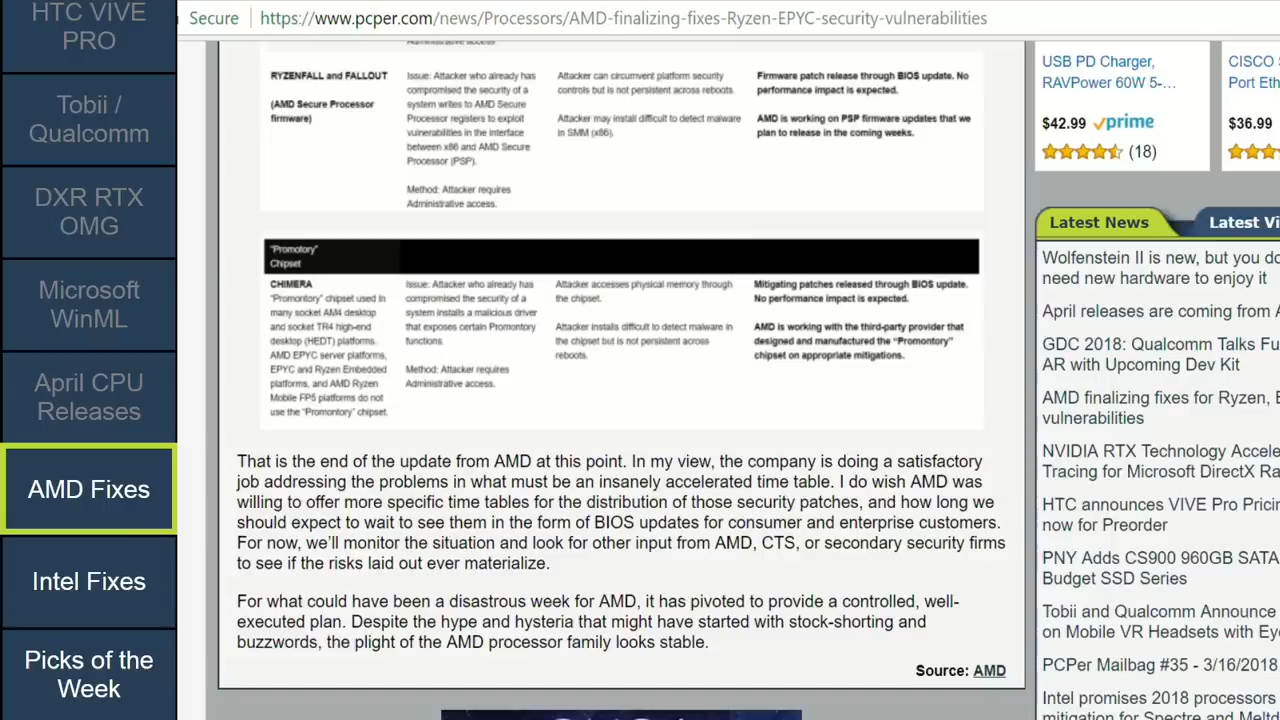 HTC VIVE
PRO
Tobii /
Qualcomm
DXR RTX
OMG
Microsoft
WinML
April CPU
Releases
AMD Fixes
Intel Fixes
Picks of the
Week
Secure
https://www.pcper.com/news/Processors/AMD-finalizing-fixes-Ryzen-EPYC-security-vulnerabilities
Administrative access
RYZENFALL and FALLOUT
(AMD Secure Processor
firmware)
Issue: Attacker who already has
compromised the security of a
system writes to AMD Secure
Processor registers to exploit
vulnerabilities in the interface
between x86 and AMD Secure
Processor (PSP).
Method: Attacker requires
Administrative access.
Attacker can circumvent platform security
controls but is not persistent across reboots.
Attacker may install difficult to detect malware
in SMM (x86).
Firmware patch release through BIOS update. No
performance impact is expected.
AMD is working on PSP firmware updates that we
plan to release in the coming weeks.
"Promotory"
Chipset
CHIMERA
"Promontory" chipset used in
many socket AM4 desktop
and socket TR4 high-end
desktop (HEDT) platforms.
AMD EPYC server platforms,
EPYC and Ryzen Embedded
platforms, and AMD Ryzen
Mobile FP5 platforms do not
use the "Promontory" chipset.
Issue: Attacker who already has
compromised the security of a
system installs a malicious driver
that exposes certain Promontory
functions.
Method: Attacker requires
Administrative access.
Attacker accesses physical memory through
the chipset.
Attacker installs difficult to detect malware in
the chipset but is not persistent across
reboots.
Mitigating patches released through BIOS update.
No performance impact is expected.
AMD is working with the third-party provider that
designed and manufactured the "Promontory"
chipset on appropriate mitigations.
That is the end of the update from AMD at this point. In my view, the company is doing a satisfactory
job addressing the problems in what must be an insanely accelerated time table. I do wish AMD was
willing to offer more specific time tables for the distribution of those security patches, and how long we
should expect to wait to see them in the form of BIOS updates for consumer and enterprise customers.
For now, we'll monitor the situation and look for other input from AMD, CTS, or secondary security firms
to see if the risks laid out ever materialize.
For what could have been a disastrous week for AMD, it has pivoted to provide a controlled, well-
executed plan. Despite the hype and hysteria that might have started with stock-shorting and
buzzwords, the plight of the AMD processor family looks stable.
Source: AMD
USB PD Charger,
RAVPower 60W 5-...
$42.99 prime
(18)
CISCO S
Port Eth
$36.99
Latest News
Latest Vi
Wolfenstein II is new, but you do
need new hardware to enjoy it
April releases are coming from A
GDC 2018: Qualcomm Talks Fu
AR with Upcoming Dev Kit
AMD finalizing fixes for Ryzen, E
vulnerabilities
NVIDIA RTX Technology Accele
Tracing for Microsoft DirectX Ra
HTC announces VIVE Pro Pricin
now for Preorder
PNY Adds CS900 960GB SATA
Budget SSD Series
Tobii and Qualcomm Announce
on Mobile VR Headsets with Eye
PCPer Mailbag #35 - 3/16/2018
Intel promises 2018 processors
mitigation for Spectre and Meltd